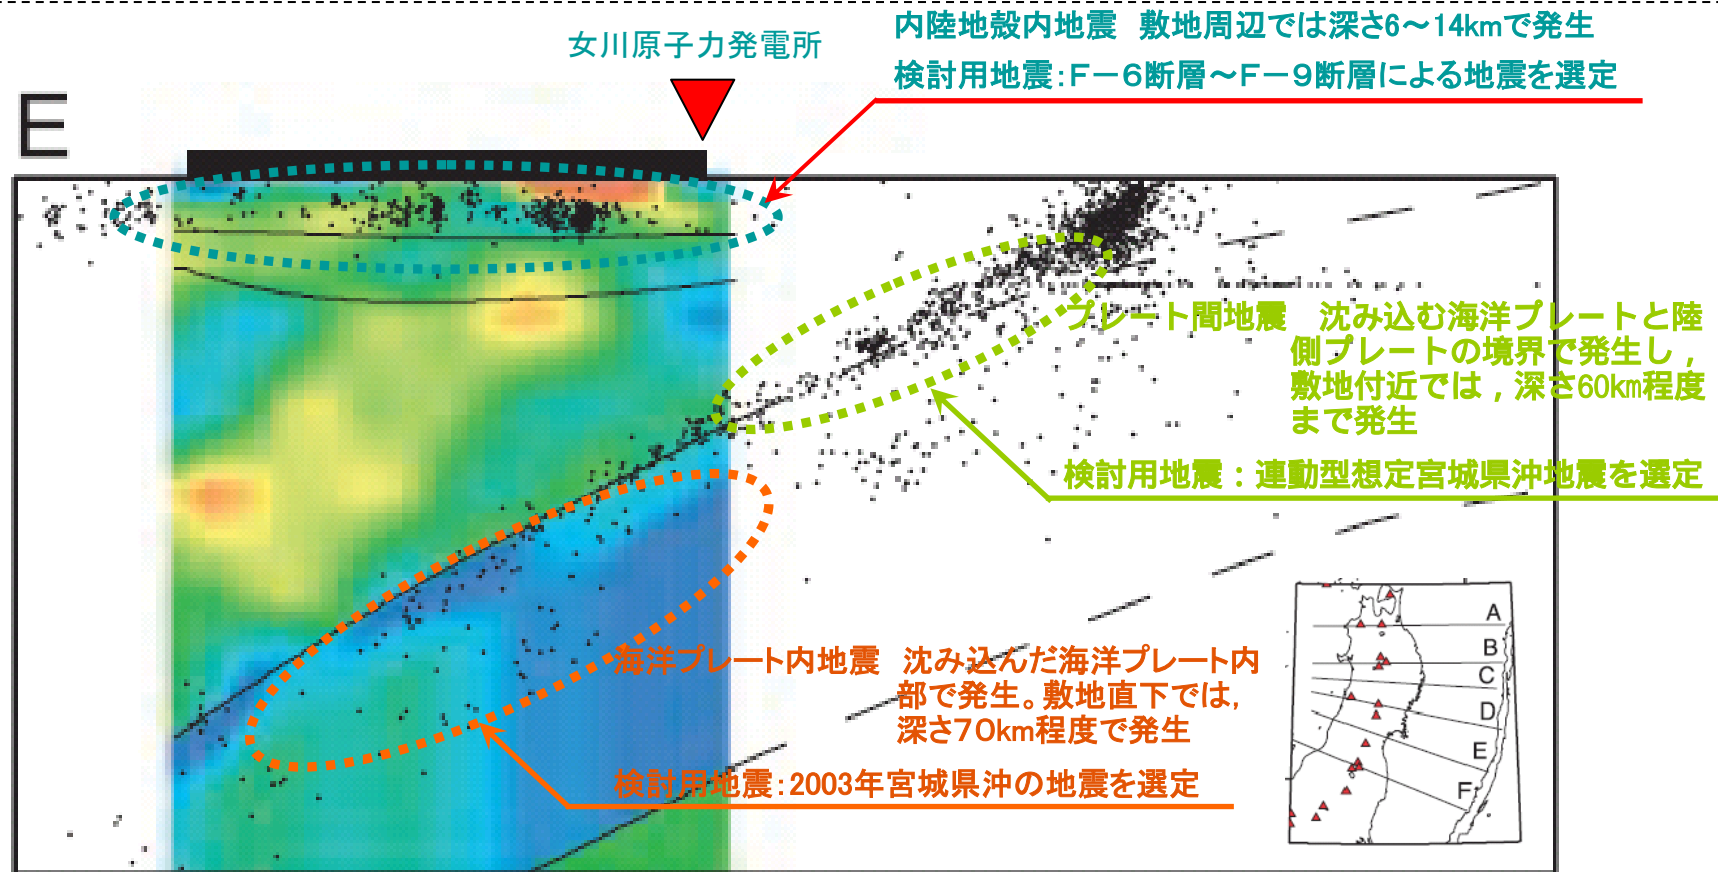 内陸地殻内地震　敷地周辺では深さ6～14kmで発生
検討用地震：Ｆ－６断層～Ｆ－９断層による地震を選定
女川原子力発電所
E
プレート間地震　沈み込む海洋プレートと陸
側プレートの境界で発生し，
敷地付近では，深さ60km程度
まで発生
検討用地震：連動型想定宮城県沖地震を選定
海洋プレート内地震　沈み込んだ海洋プレート内
部で発生。敷地直下では，
深さ７０km程度で発生
検討用地震：2003年宮城県沖の地震を選定
A
B
C
D
E
F